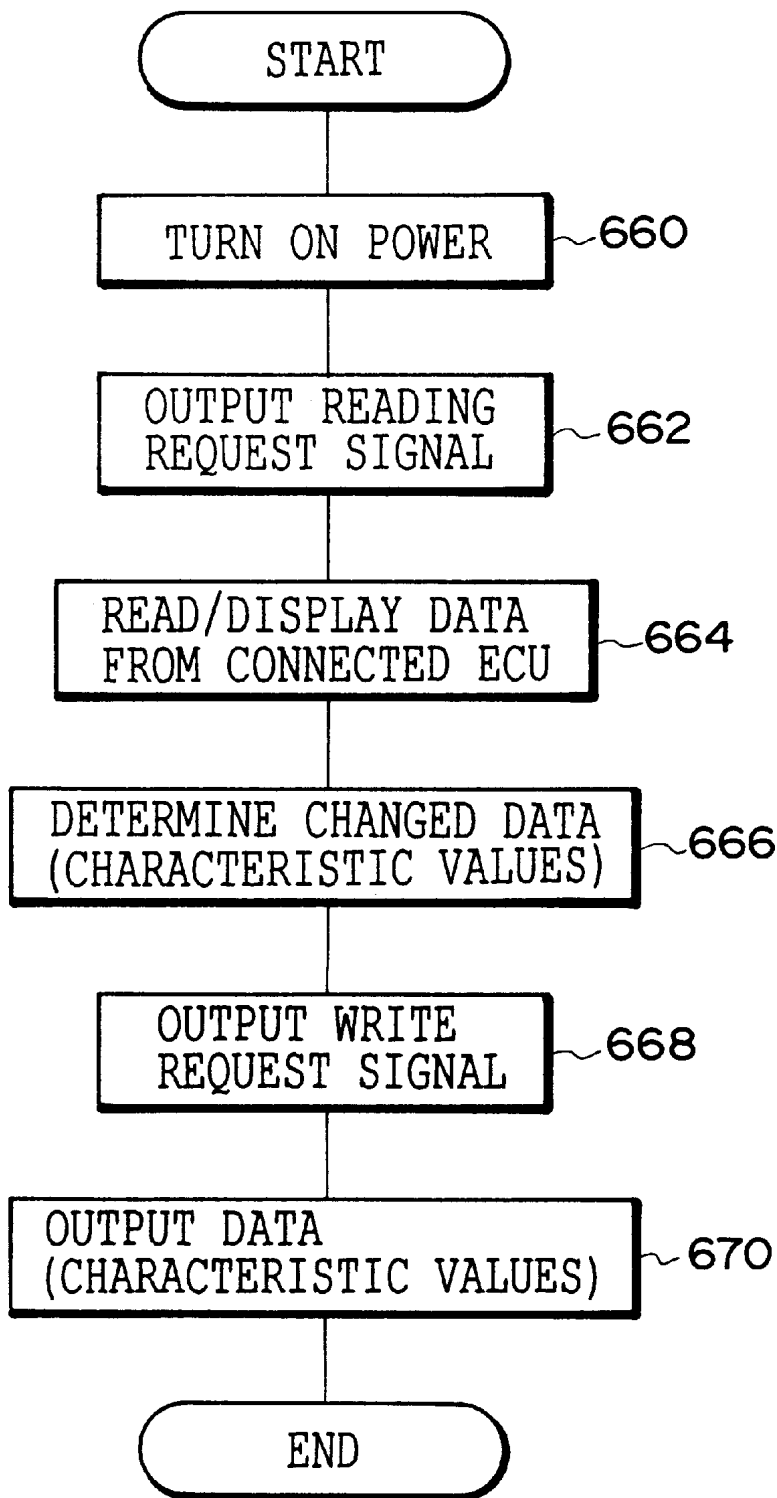 START
TURN ON POWER
660
OUTPUT READING
REQUEST SIGNAL
662
READ/DISPLAY DATA
FROM CONNECTED ECU
664
DETERMINE CHANGED DATA
(CHARACTERISTIC VALUES)
666
OUTPUT WRITE
REQUEST SIGNAL
668
OUTPUT DATA
(CHARACTERISTIC VALUES)
670
END